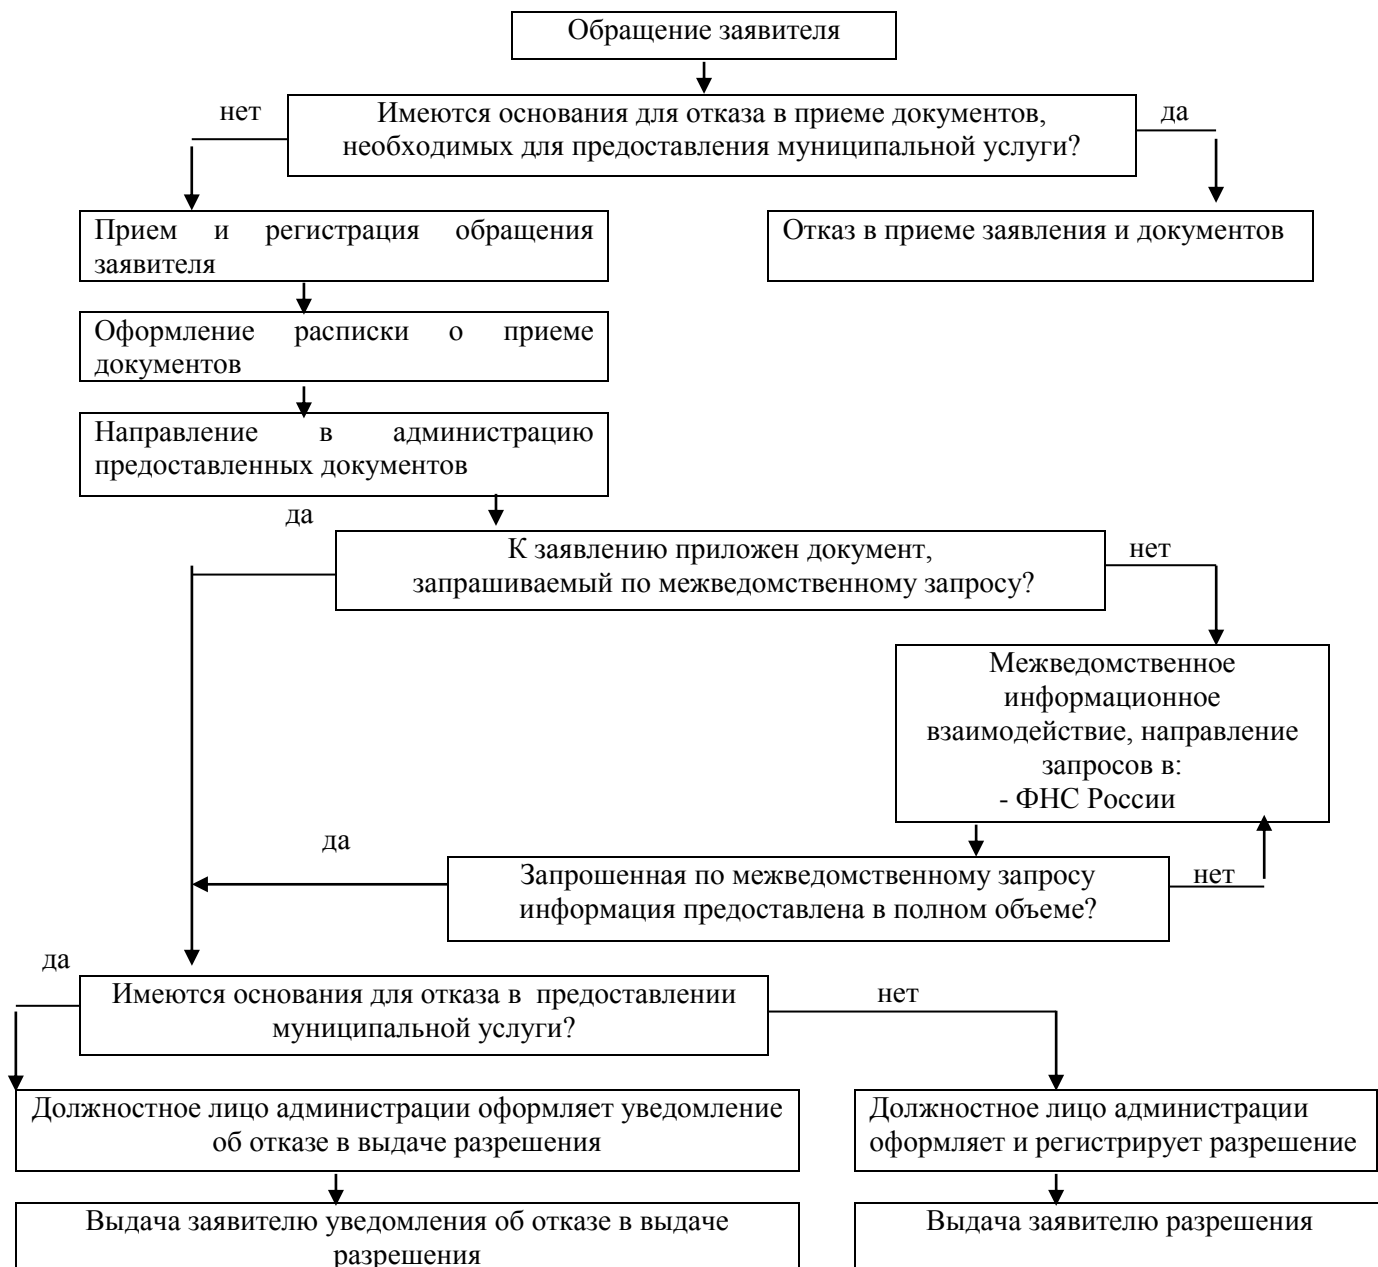 Обращение заявителя
нет
Имеются основания для отказа в приеме документов,
необходимых для предоставления муниципальной услуги?
да
Прием и регистрация обращения
заявителя
Отказ в приеме заявления и документов
Оформление расписки о приеме
документов
Направление в администрацию
предоставленных документов
да
К заявлению приложен документ,
запрашиваемый по межведомственному запросу?
нет
Межведомственное
информационное
взаимодействие, направление
запросов в:
- ФНС России
да
Запрошенная по межведомственному запросу
информация предоставлена в полном объеме?
нет
да
Имеются основания для отказа в предоставлении
муниципальной услуги?
нет
Должностное лицо администрации оформляет уведомление
об отказе в выдаче разрешения
Должностное лицо администрации
оформляет и регистрирует разрешение
Выдача заявителю уведомления об отказе в выдаче
разрешения
Выдача заявителю разрешения